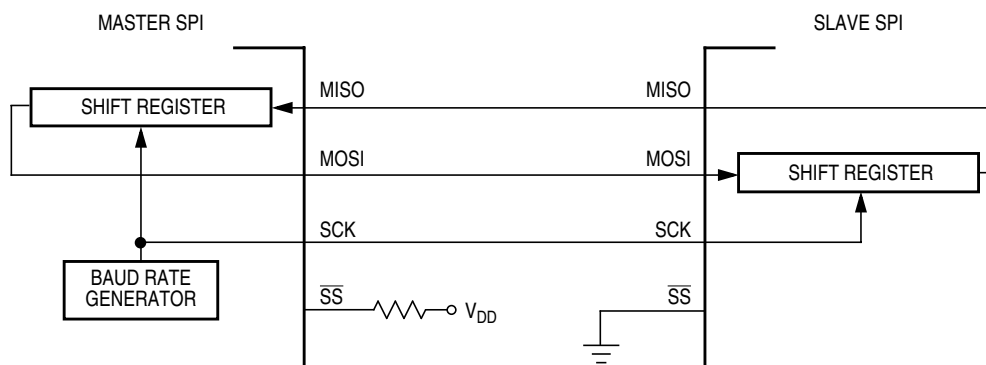 MASTER SPI
SLAVE SPI
MISO
MISO
SHIFT REGISTER
MOSI
MOSI
SHIFT REGISTER
SCK
SCK
BAUD RATE
GENERATOR
SS
VDD
SS